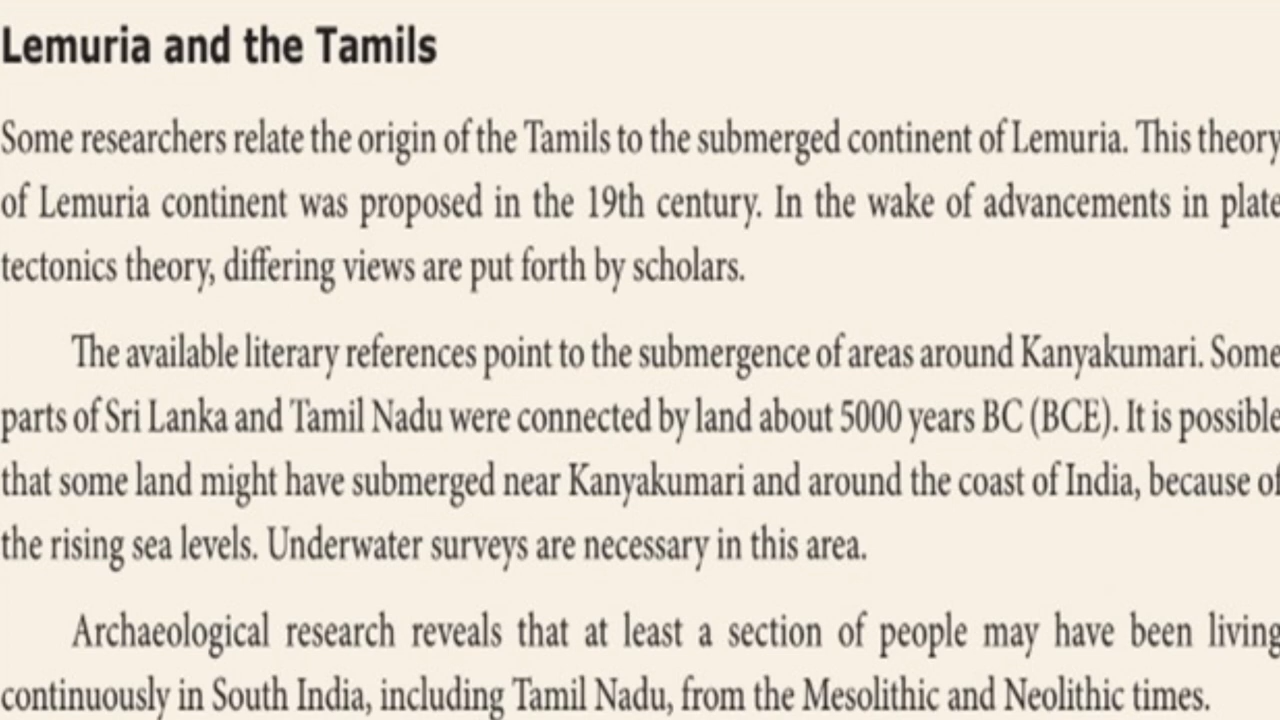 Lemuria and the Tamils
Some researchers relate the origin of the Tamils to the submerged continent of Lemuria. This theory
of Lemuria continent was proposed in the 19th century. In the wake of advancements in plate
tectonics theory, differing views are put forth by scholars.
The available literary references point to the submergence of areas around Kanyakumari. Some
parts of Sri Lanka and Tamil Nadu were connected by land about 5000 years BC (BCE). It is possible
that some land might have submerged near Kanyakumari and around the coast of India, because of
the rising sea levels. Underwater surveys are necessary in this area.
Archaeological research reveals that at least a section of people may have been living
continuously in South India, including Tamil Nadu, from the Mesolithic and Neolithic times.